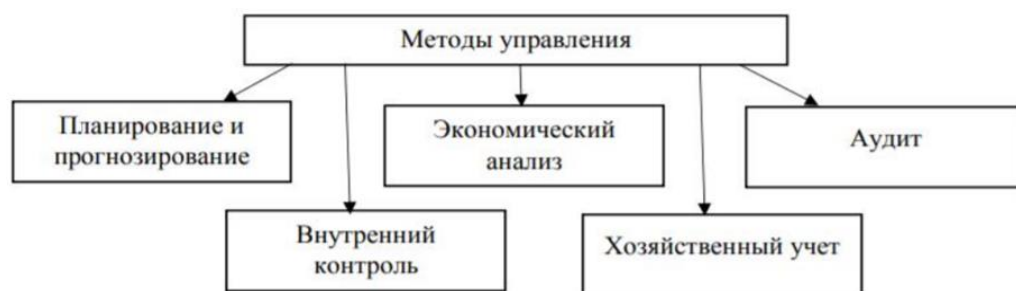 Методы управления
Планирование и
прогнозирование
Экономический
анализ
Аудит
Внутренний
контроль
Хозяйственный учет